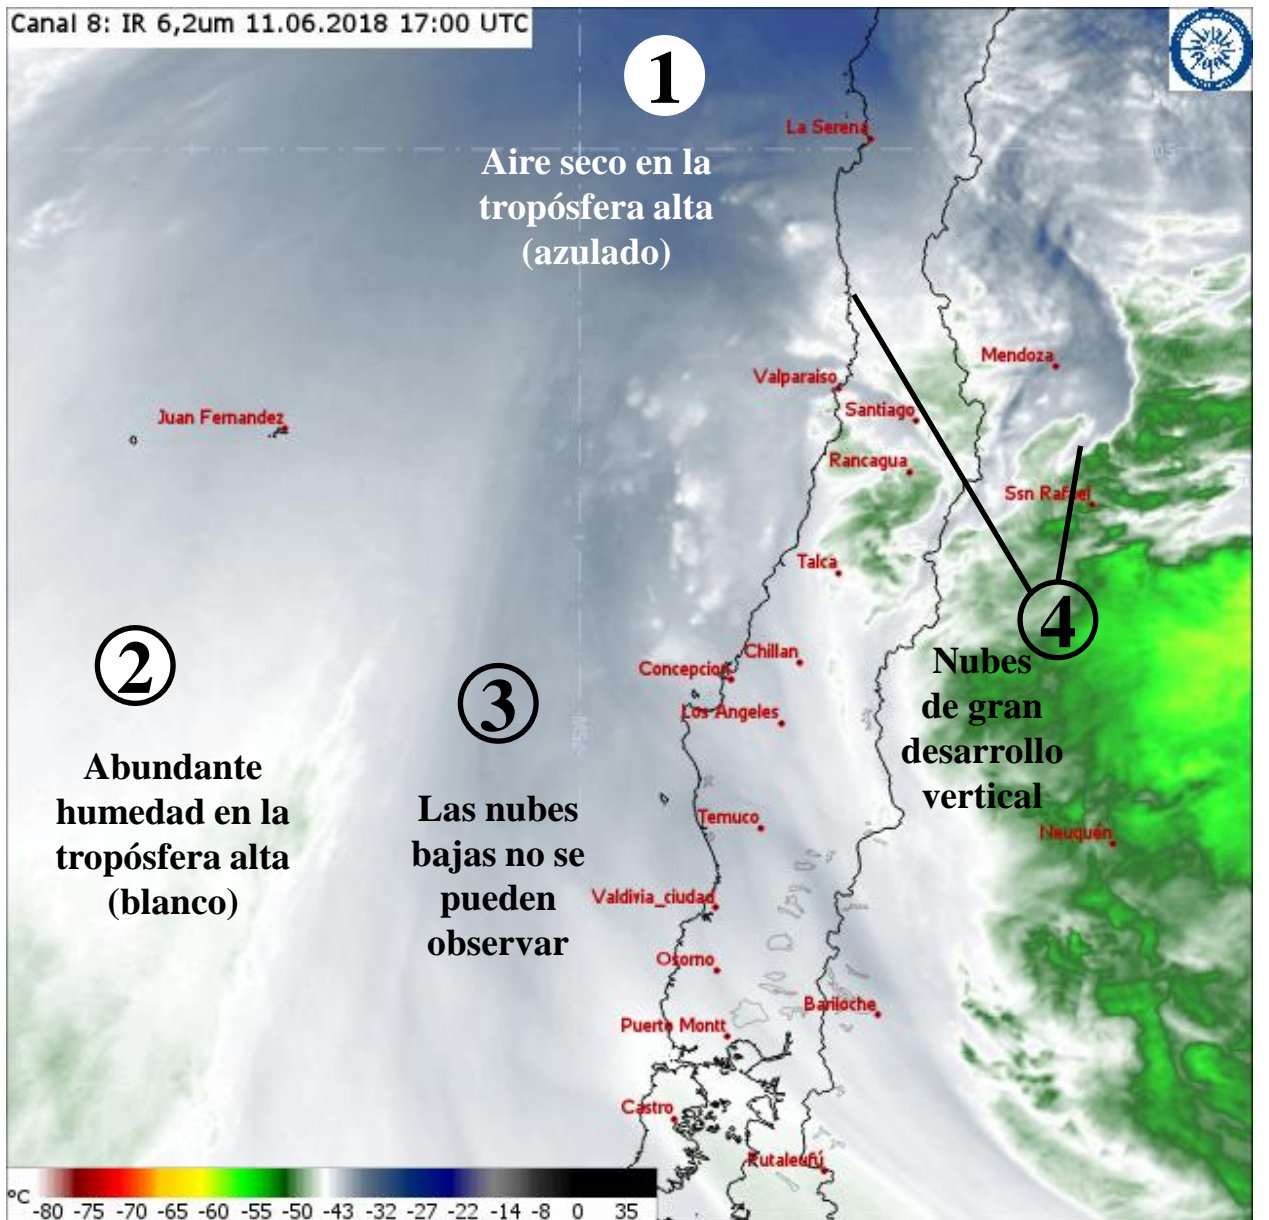 Canal 8: IR 6,2um 11.06.2018 17:00 UTC
1
La Serena
Aire seco en la
tropósfera alta
(azulado)
Mendoza
Valparaiso
Santiago
Juan Fernandez
Rancagua
Ssn Rafael
Talca
4
2
3
Chillan
Concepcion
Los Angeles
Nubes
de gran
desarrollo
vertical
Abundante
humedad en la
tropósfera alta
(blanco)
Las nubes
bajas no se
pueden
observar
Temuco
Neuquén
Valdivia_ciudad
Osorno
Bariloche
Puerto Montt
Castro
Futaleufú
°C -80 -75 -70 -65 -60 -55 -50 -43 -32 -27 -22 -14 -8 0 35